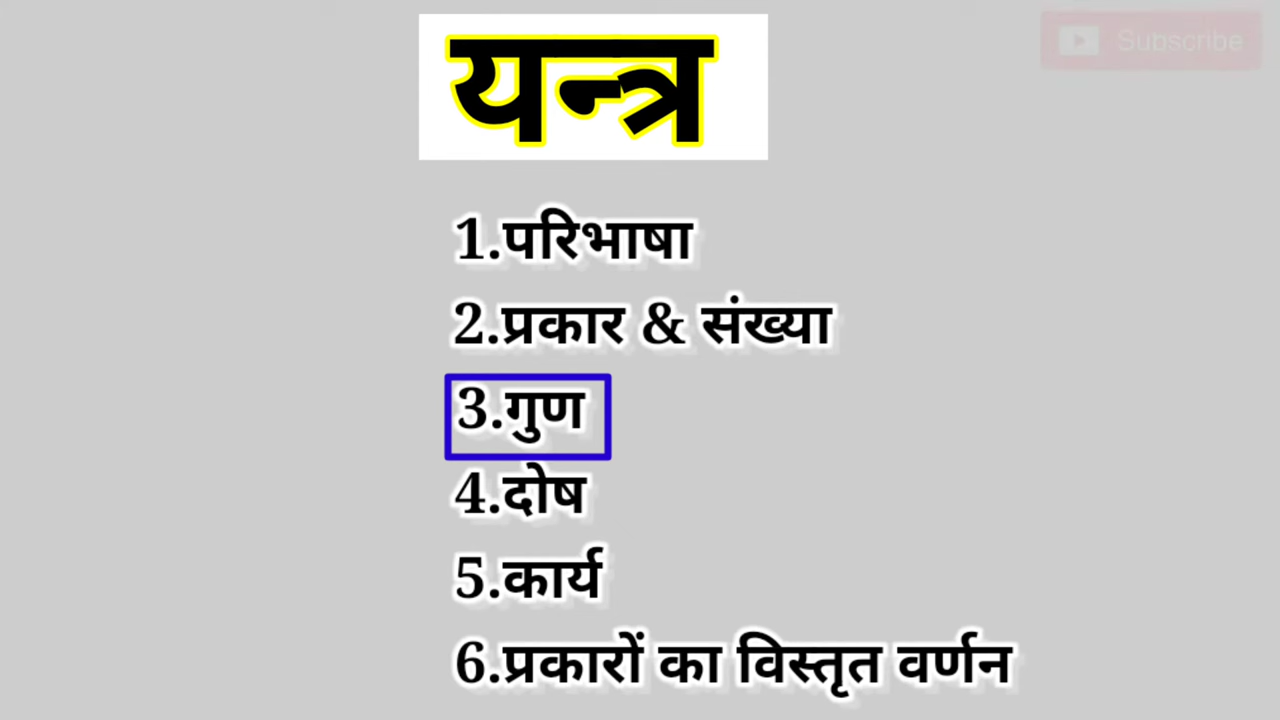 Subscribe
यन्त्र
1.परिभाषा
2.प्रकार & संख्या
3.गुण
4.दोष
5.कार्य
6.प्रकारों का विस्तृत वर्णन